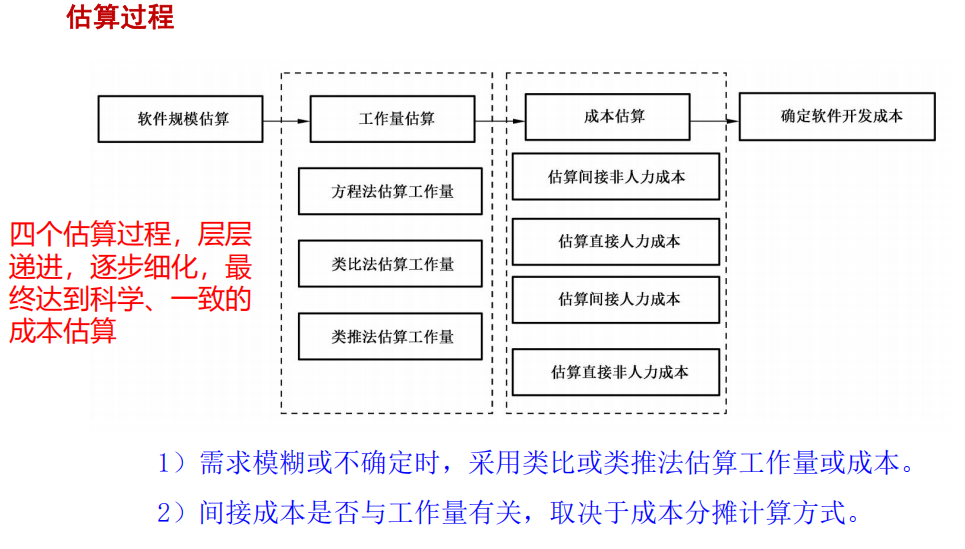 估算过程
软件规模估算
工作量估算
成本估算
确定软件开发成本
方程法估算工作量
类比法估算工作量
类推法估算工作量
估算间接非人力成本
估算直接人力成本
估算间接人力成本
估算直接非人力成本
四个估算过程，层层
递进，逐步细化，最
终达到科学、一致的
成本估算
1）需求模糊或不确定时，采用类比或类推法估算工作量或成本。
2）间接成本是否与工作量有关，取决于成本分摊计算方式。